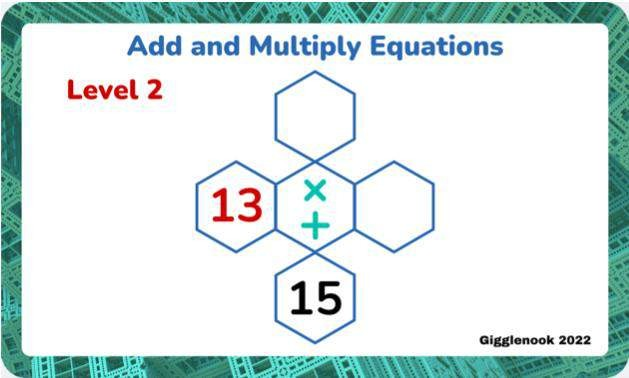 Add and Multiply Equations
Level 2
×
13
+
15
Gigglenook 2022